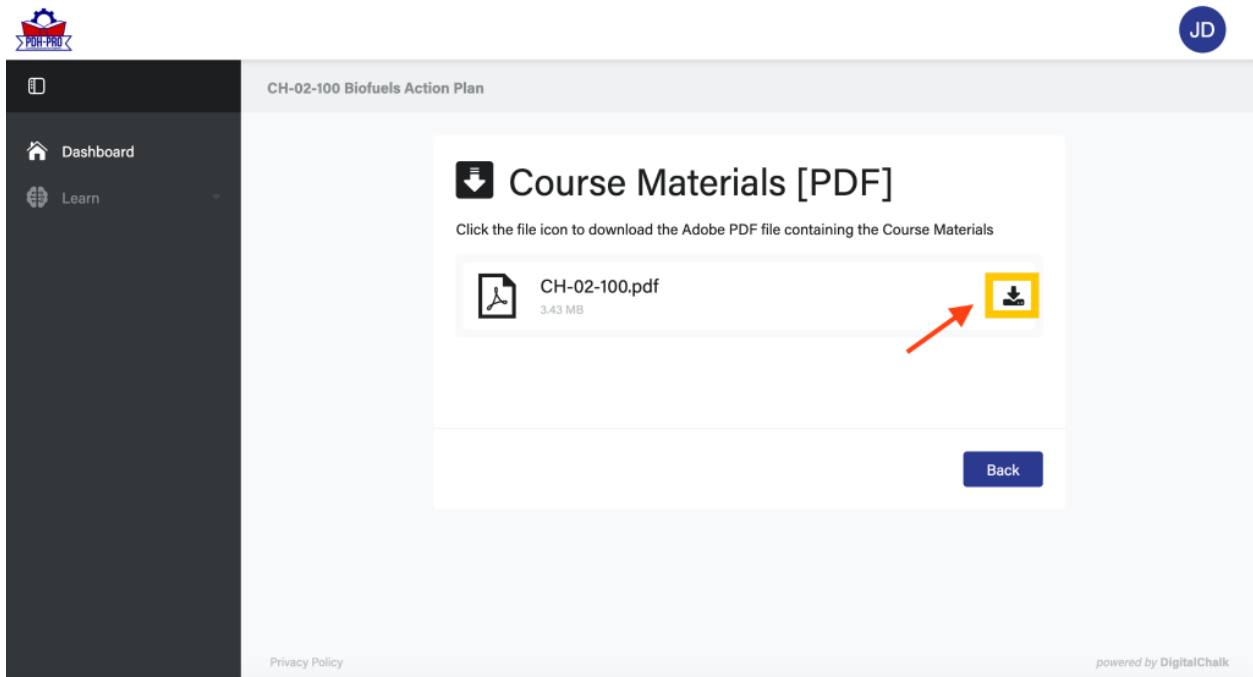 PDH-PRO
JD
CH-02-100 Biofuels Action Plan
Dashboard
Learn
Course Materials [PDF]
Click the file icon to download the Adobe PDF file containing the Course Materials
CH-02-100.pdf
3.43 MB
Back
Privacy Policy
powered by DigitalChalk